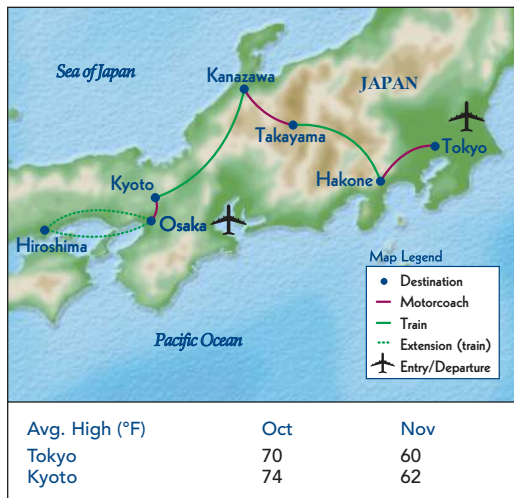 Sea of Japan
Kanazawa
JAPAN
Takayama
Tokyo
Kyoto
Hakone
Osaka
Hiroshima
Map Legend
Destination
Motorcoach
Train
Extension (train)
Entry/Departure
Pacific Ocean
Avg. High (°F) Oct Nov
Tokyo 70 60
Kyoto 74 62